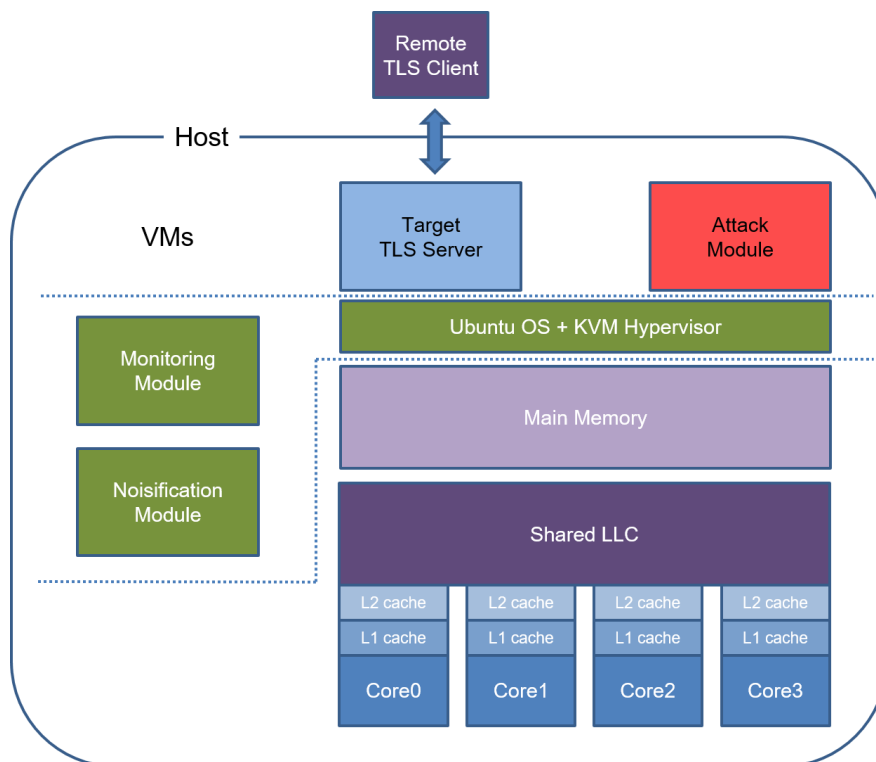 Remote
TLS Client
Host
VMs
Target
TLS Server
Attack
Module
Ubuntu OS + KVM Hypervisor
Monitoring
Module
Main Memory
Noisification
Module
Shared LLC
L2 cache
L2 cache
L2 cache
L2 cache
L1 cache
L1 cache
L1 cache
L1 cache
Core0
Core1
Core2
Core3